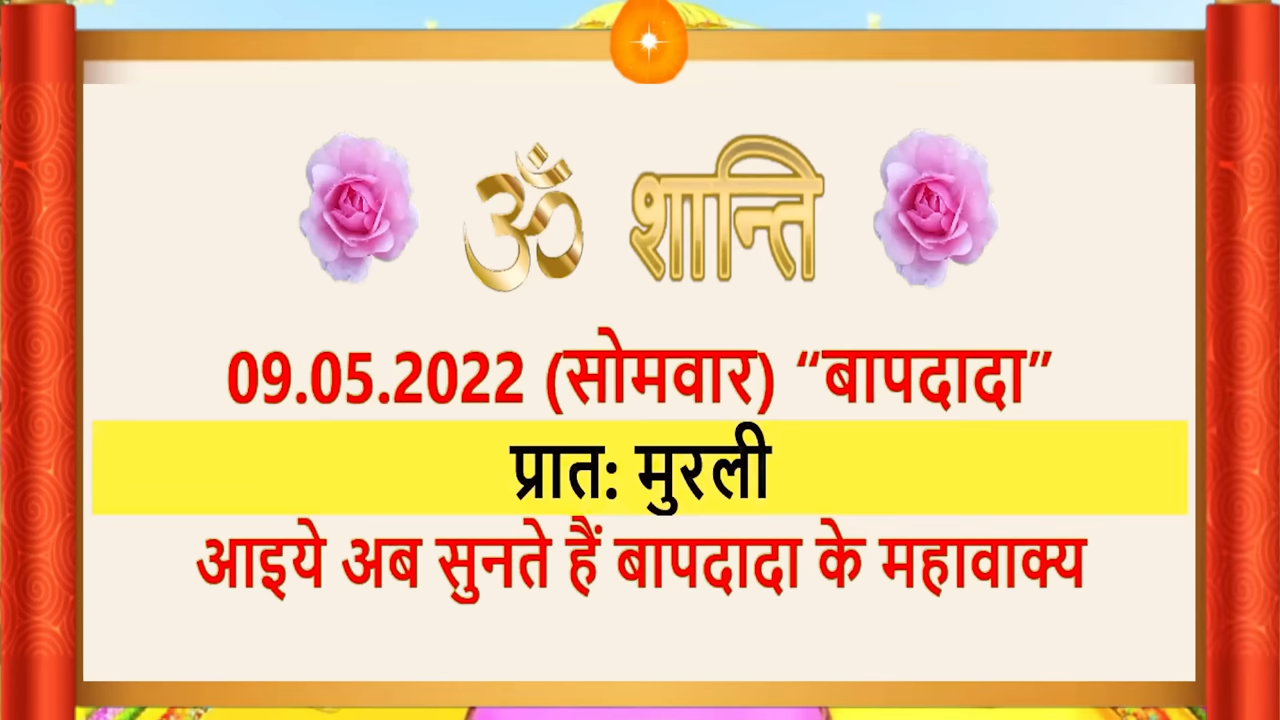 ॐ शान्ति
09.05.2022 (सोमवार) “बापदादा”
प्रात: मुरली
आइये अब सुनते हैं बापदादा के महावाक्य